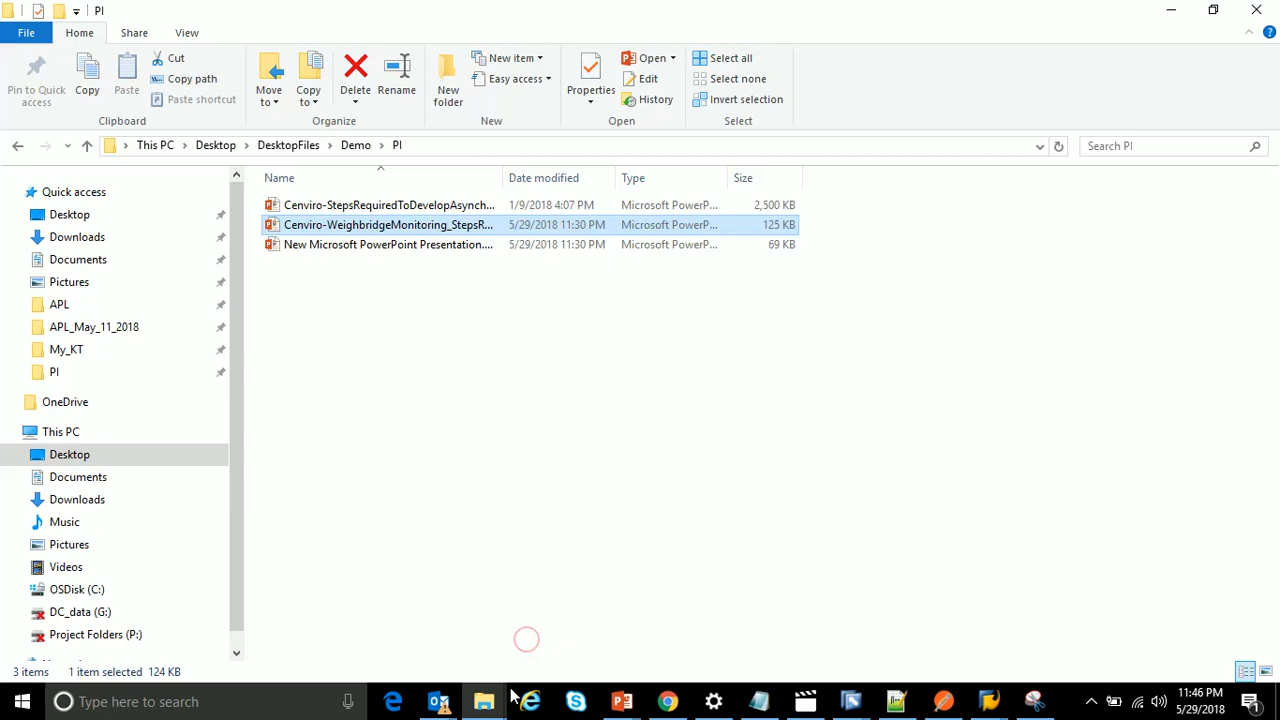 PI
File Home Share View
Pin to Quick access
Copy
Paste
Cut
Copy path
Paste shortcut
Clipboard
Move to
Copy to
Delete
Rename
Organize
New folder
New item
Easy access
New
Properties
Open
Edit
History
Open
Select all
Select none
Invert selection
Select
This PC Desktop DesktopFiles Demo PI
Search PI
Name Date modified Type Size
Cenviro-StepsRequiredToDevelopAsynch... 1/9/2018 4:07 PM Microsoft PowerP... 2,500 KB
Cenviro-WeighbridgeMonitoring_StepsR... 5/29/2018 11:30 PM Microsoft PowerP... 125 KB
New Microsoft PowerPoint Presentation.... 5/29/2018 11:30 PM Microsoft PowerP... 69 KB
Quick access
Desktop
Downloads
Documents
Pictures
APL
APL_May_11_2018
My_KT
PI
OneDrive
This PC
Desktop
Documents
Downloads
Music
Pictures
Videos
OSDisk (C:)
DC_data (G:)
Project Folders (P:)
3 items 1 item selected 124 KB
Type here to search
11:46 PM
5/29/2018
1